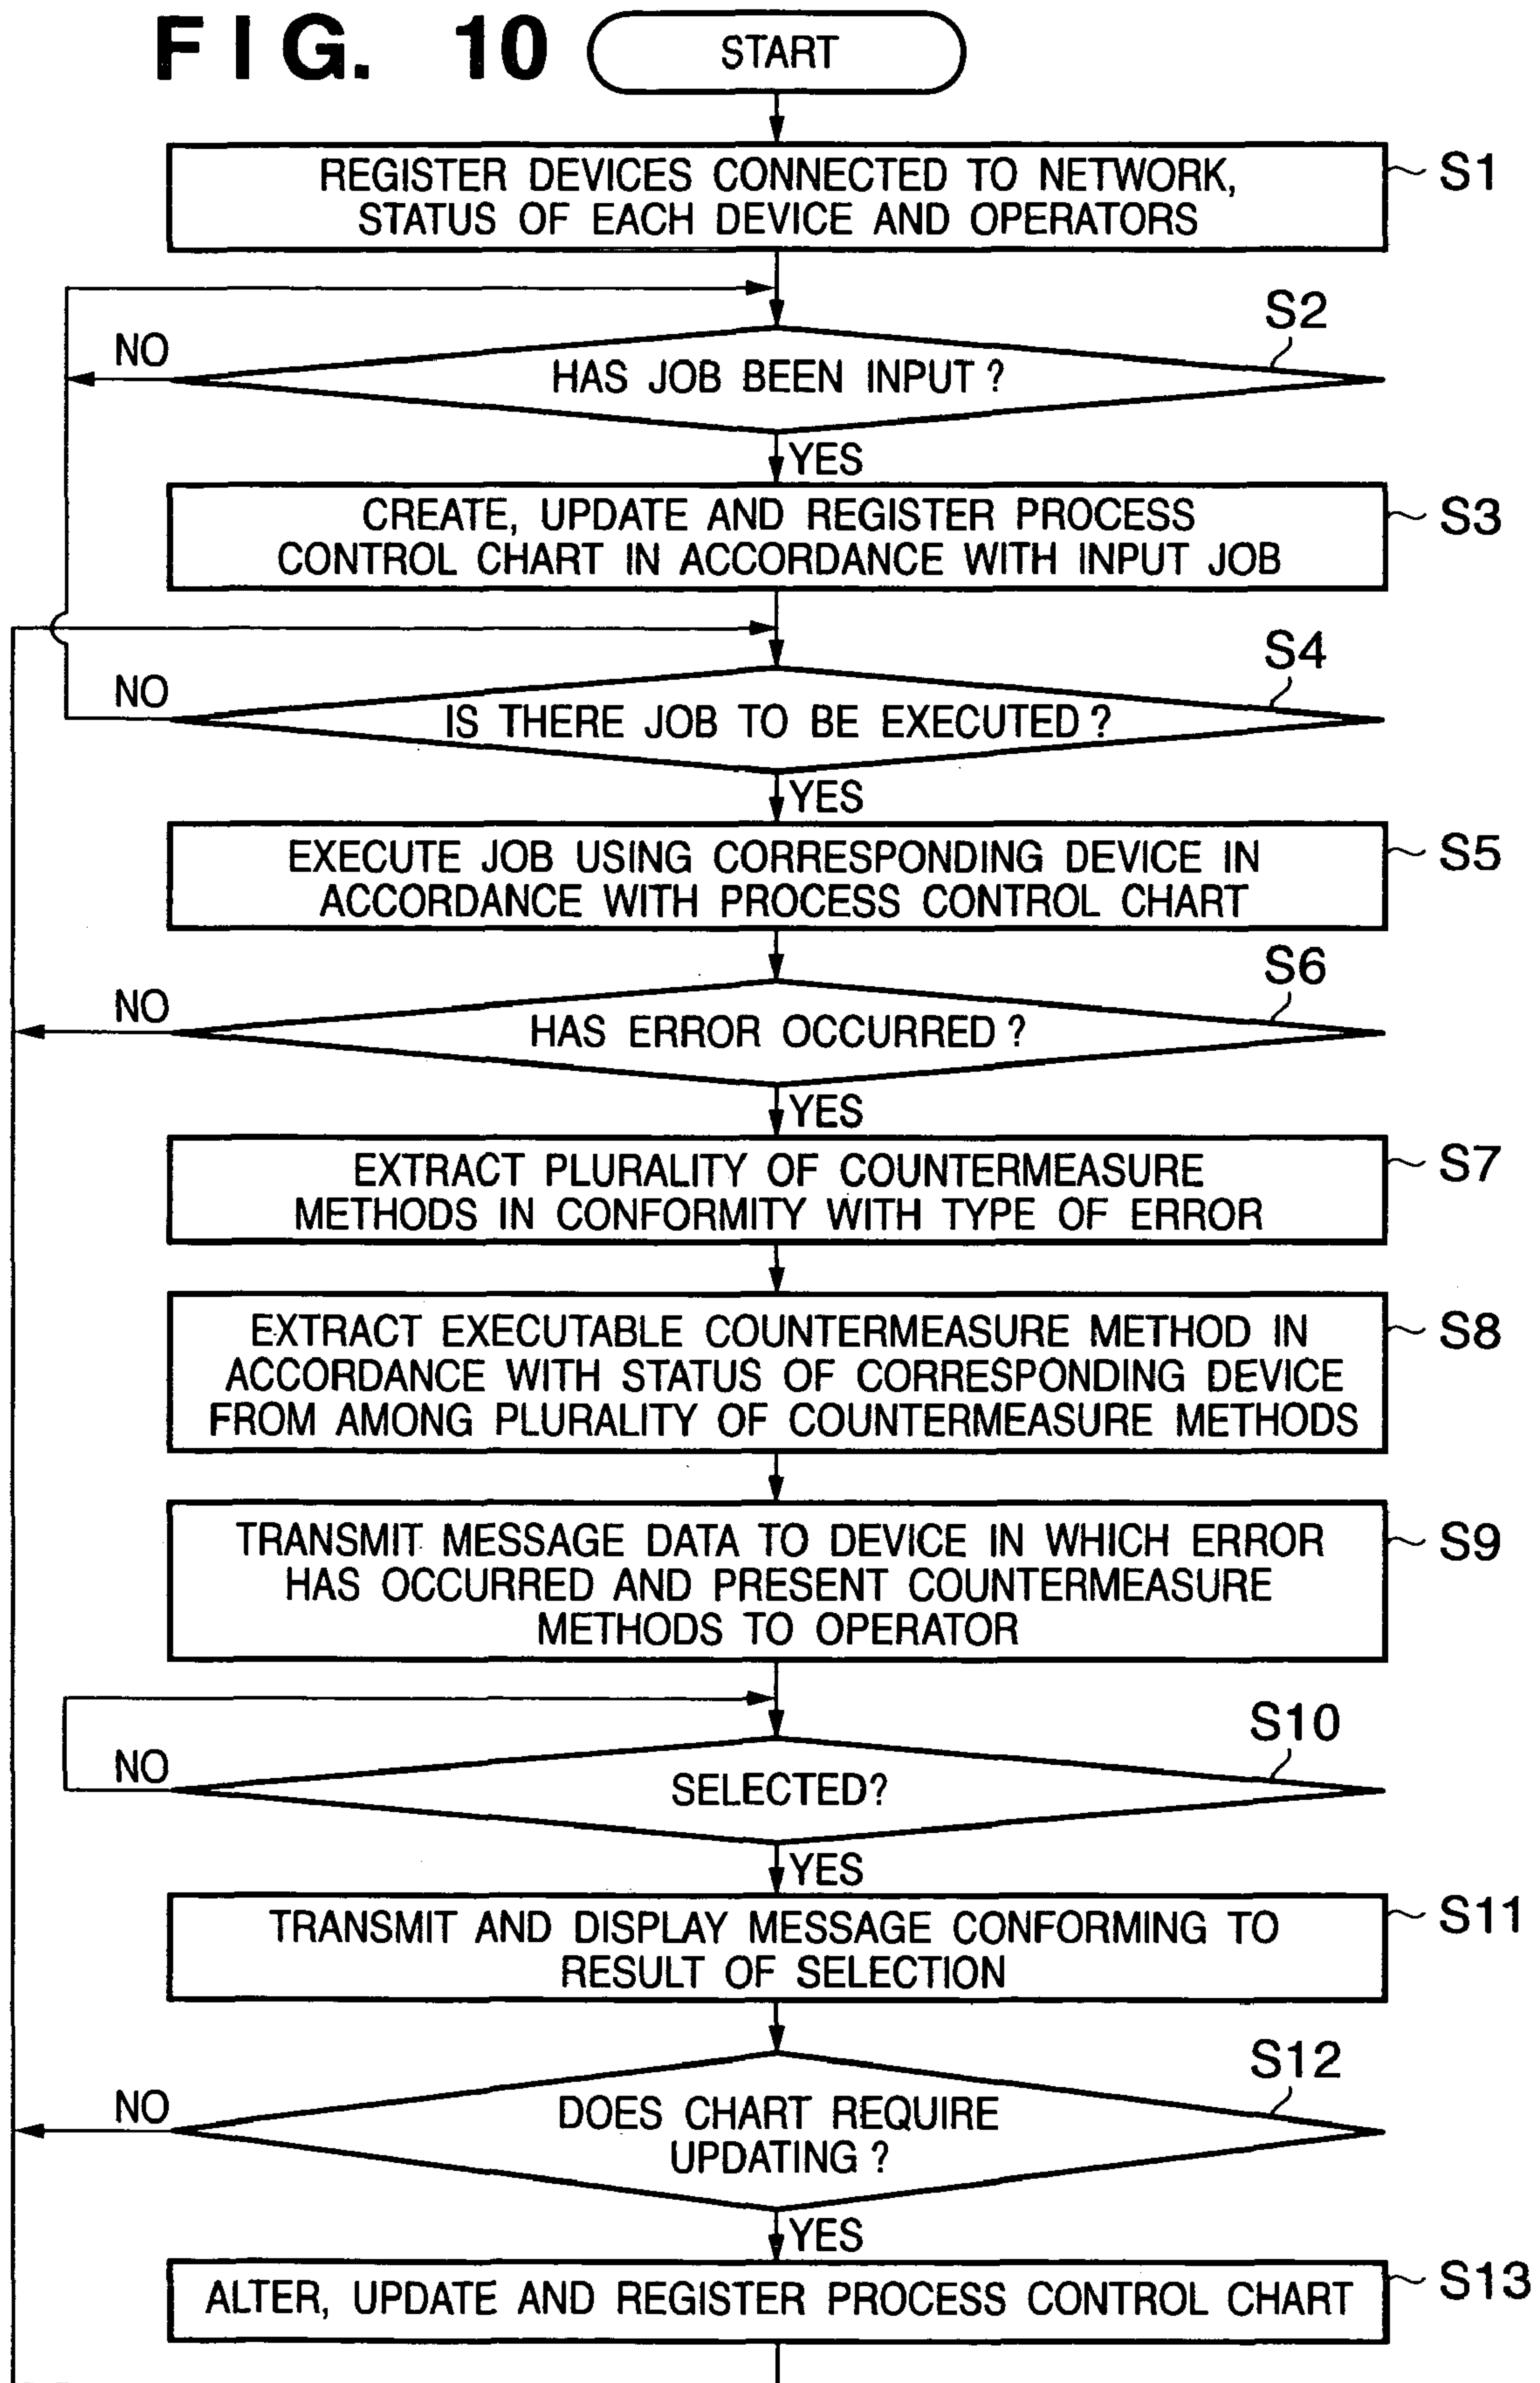 FIG. 10
START
REGISTER DEVICES CONNECTED TO NETWORK,
STATUS OF EACH DEVICE AND OPERATORS
S1
S2
NO
HAS JOB BEEN INPUT ?
YES
CREATE, UPDATE AND REGISTER PROCESS
CONTROL CHART IN ACCORDANCE WITH INPUT JOB
S3
S4
NO
IS THERE JOB TO BE EXECUTED ?
YES
EXECUTE JOB USING CORRESPONDING DEVICE IN
ACCORDANCE WITH PROCESS CONTROL CHART
S5
S6
NO
HAS ERROR OCCURRED ?
YES
EXTRACT PLURALITY OF COUNTERMEASURE
METHODS IN CONFORMITY WITH TYPE OF ERROR
S7
EXTRACT EXECUTABLE COUNTERMEASURE METHOD IN
ACCORDANCE WITH STATUS OF CORRESPONDING DEVICE
FROM AMONG PLURALITY OF COUNTERMEASURE METHODS
S8
TRANSMIT MESSAGE DATA TO DEVICE IN WHICH ERROR
HAS OCCURRED AND PRESENT COUNTERMEASURE
METHODS TO OPERATOR
S9
S10
NO
SELECTED?
YES
TRANSMIT AND DISPLAY MESSAGE CONFORMING TO
RESULT OF SELECTION
S11
S12
NO
DOES CHART REQUIRE
UPDATING ?
YES
ALTER, UPDATE AND REGISTER PROCESS CONTROL CHART
S13